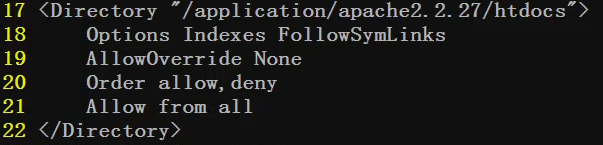 17 <Directory "/application/apache2.2.27/htdocs">
18     Options Indexes FollowSymLinks
19     AllowOverride None
20     Order allow,deny
21     Allow from all
22 </Directory>